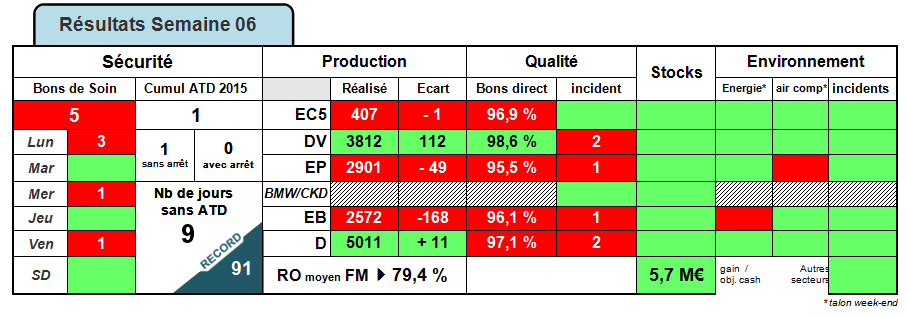 Résultats Semaine 06
Sécurité Production Qualité Stocks Environnement
Bons de Soin Cumul ATD 2015 Réalisé Ecart Bons direct incident Energie* air comp* incidents
5 1 EC5 407 - 1 96,9 %
Lun 3 1 sans arrêt 0 avec arrêt DV 3812 112 98,6 % 2
Mar EP 2901 - 49 95,5 % 1
Mer 1 Nb de jours sans ATD BMW/CKD
Jeu 9 EB 2572 -168 96,1 % 1
Ven 1 RECORD D 5011 + 11 97,1 % 2
SD 91 RO moyen FM 79,4 % 5,7 M€ gain / obj. cash Autres secteurs
* talon week-end